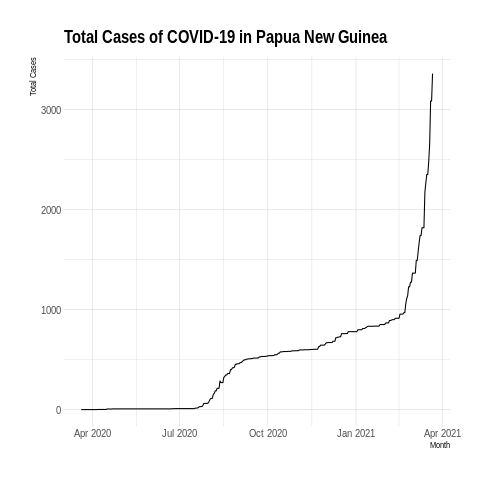 Total Cases of COVID-19 in Papua New Guinea
Total Cases
3000
2000
1000
0
Apr 2020 Jul 2020 Oct 2020 Jan 2021 Apr 2021
Month